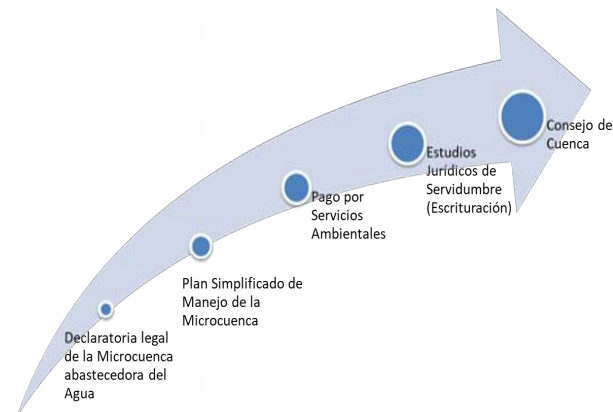 Declaratoria legal
de la Microcuenca
abastecedora del
Agua
Plan Simplificado de
Manejo de la
Microcuenca
Pago por
Servicios
Ambientales
Estudios
Jurídicos de
Servidumbre
(Escrituración)
Consejo de
Cuenca